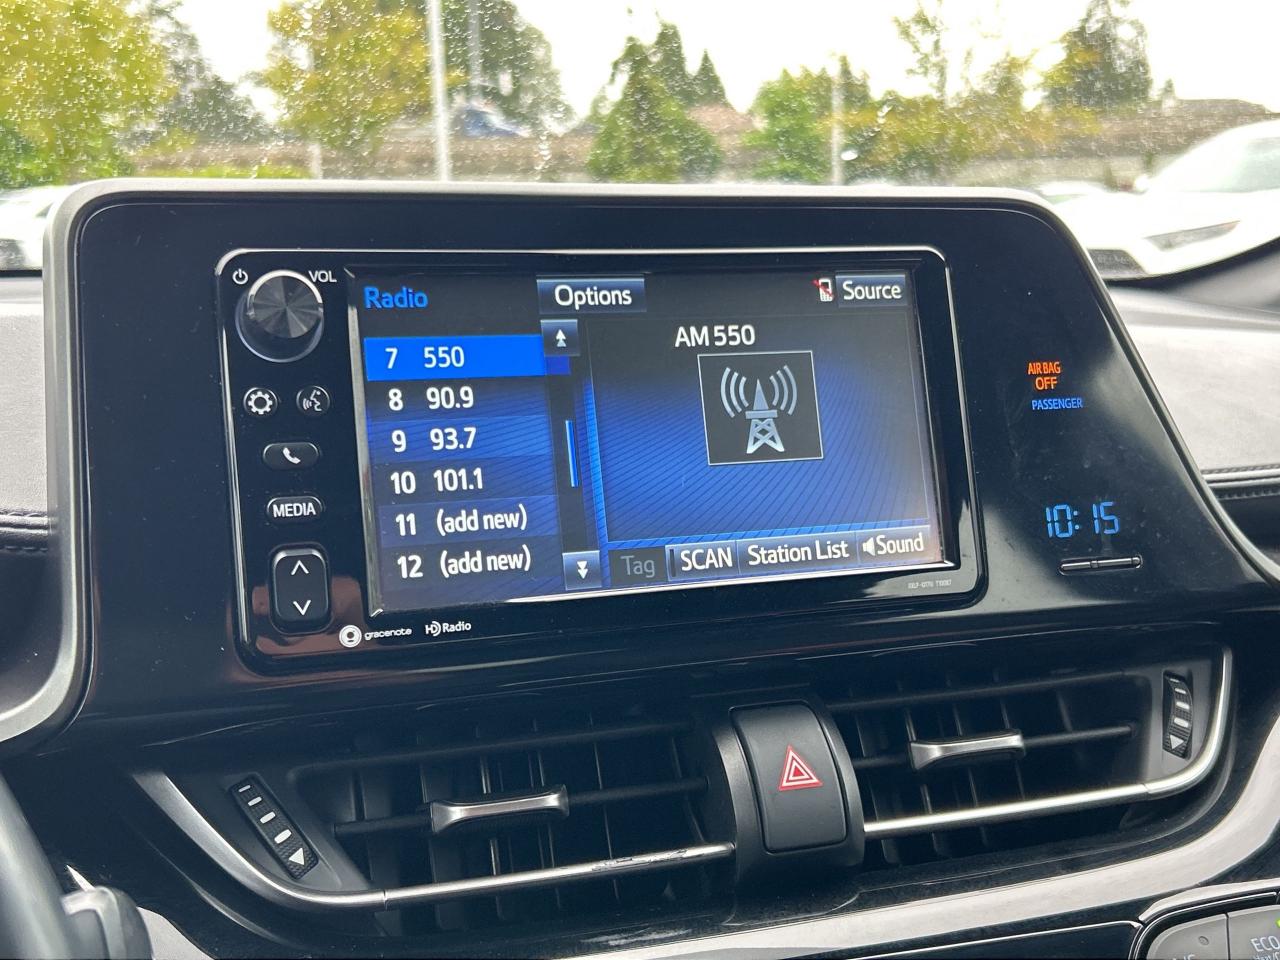 VOL
Radio
Options
Source
7 550
8 90.9
9 93.7
10 101.1
11 (add new)
12 (add new)
AM 550
Tag
SCAN
Station List
Sound
MEDIA
gracenote
HD Radio
AIR BAG
OFF
PASSENGER
10:15
ECO